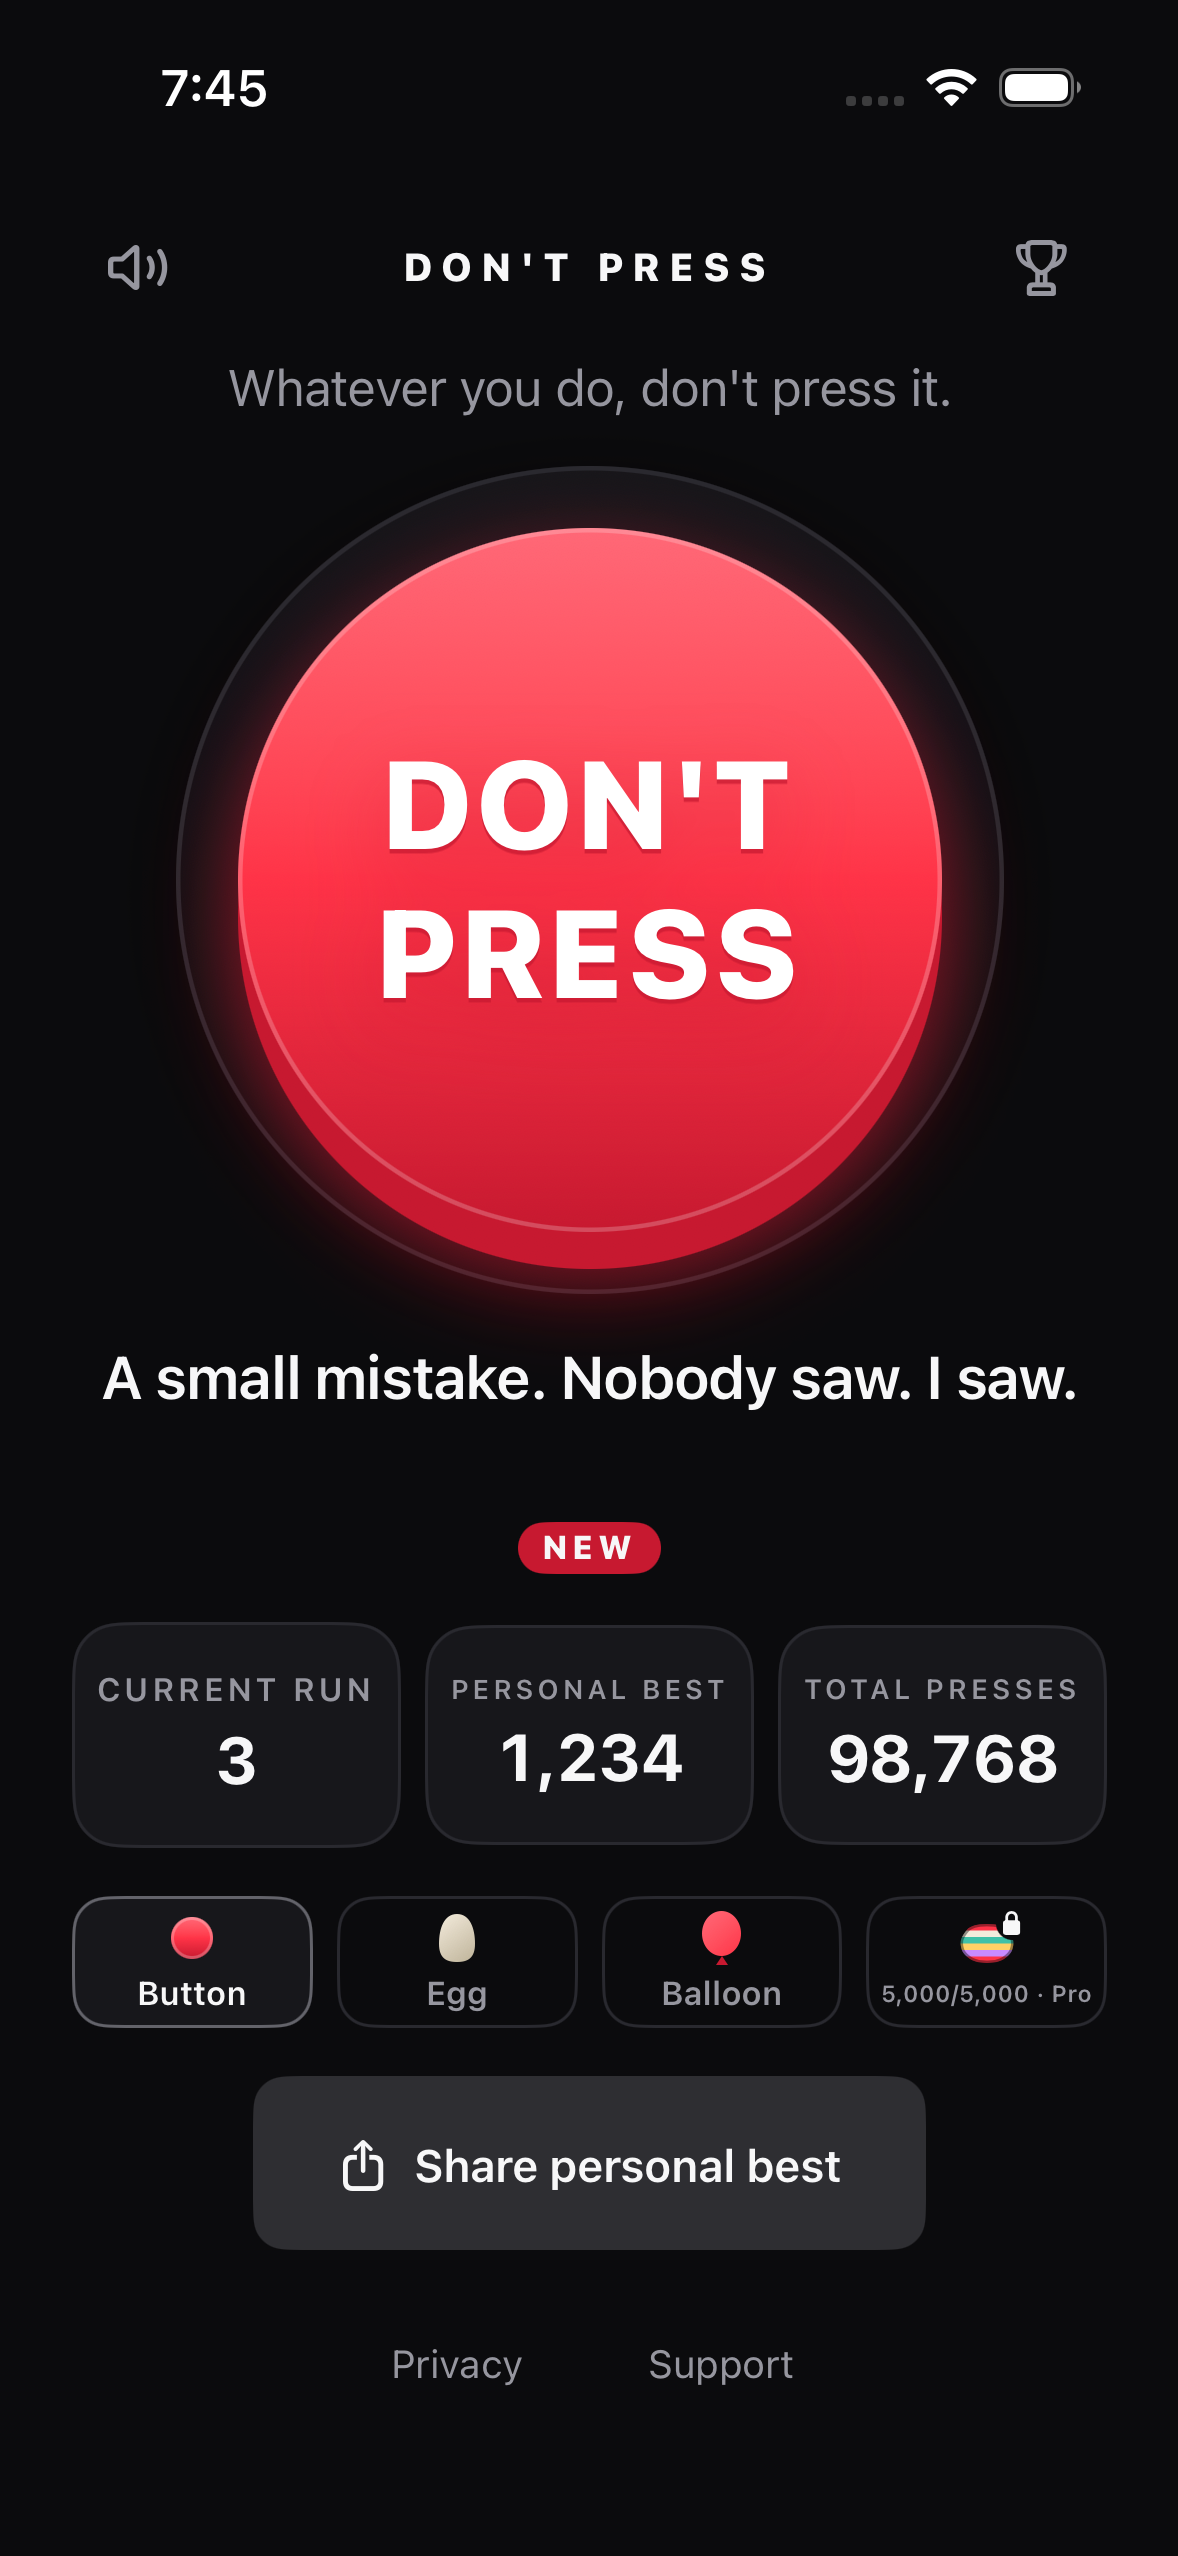 7:45
DON'T PRESS
Whatever you do, don't press it.
DON'T
PRESS
A small mistake. Nobody saw. I saw.
NEW
CURRENT RUN
3
PERSONAL BEST
1,234
TOTAL PRESSES
98,768
Button
Egg
Balloon
5,000/5,000 · Pro
Share personal best
Privacy
Support